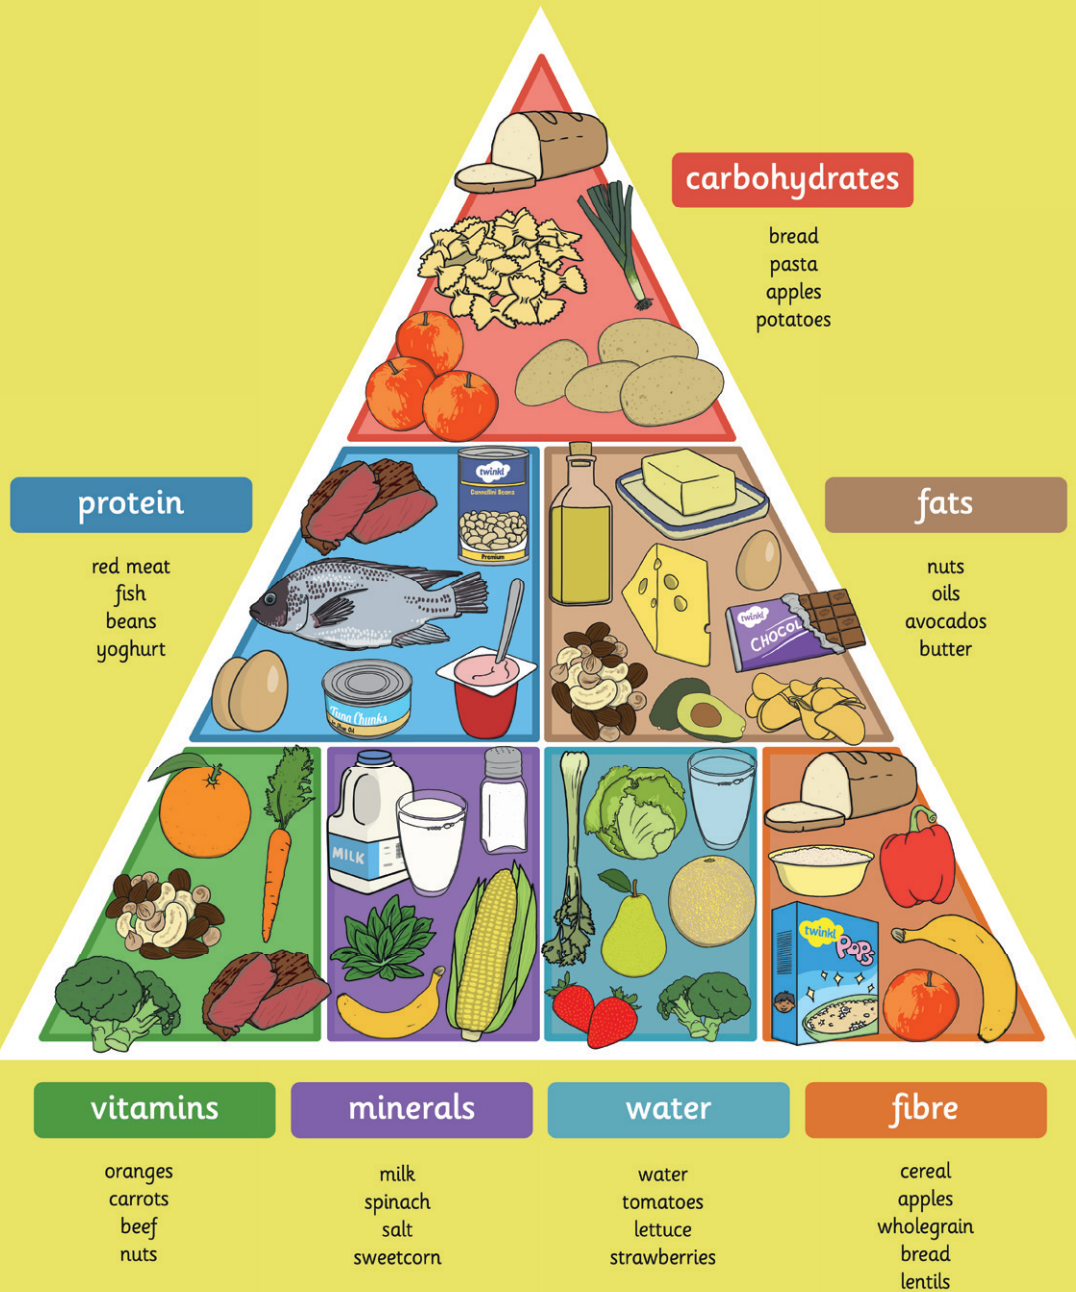 carbohydrates
bread
pasta
apples
potatoes
protein
red meat
fish
beans
yoghurt
twinkl
Cannellini Beans
Premium
Tuna Chunks
fats
nuts
oils
avocados
butter
twinkl
CHOCOL
MILK
twinkl
POPS
vitamins
oranges
carrots
beef
nuts
minerals
milk
spinach
salt
sweetcorn
water
water
tomatoes
lettuce
strawberries
fibre
cereal
apples
wholegrain
bread
lentils